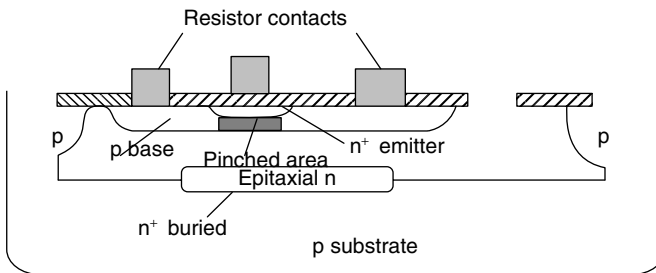 Resistor contacts
p
p base
Pinched area
n⁺ emitter
p
Epitaxial n
n⁺ buried
p substrate